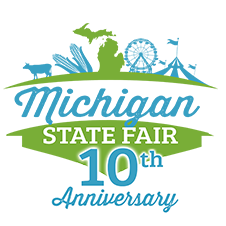 Michigan
STATE FAIR
10th
Anniversary